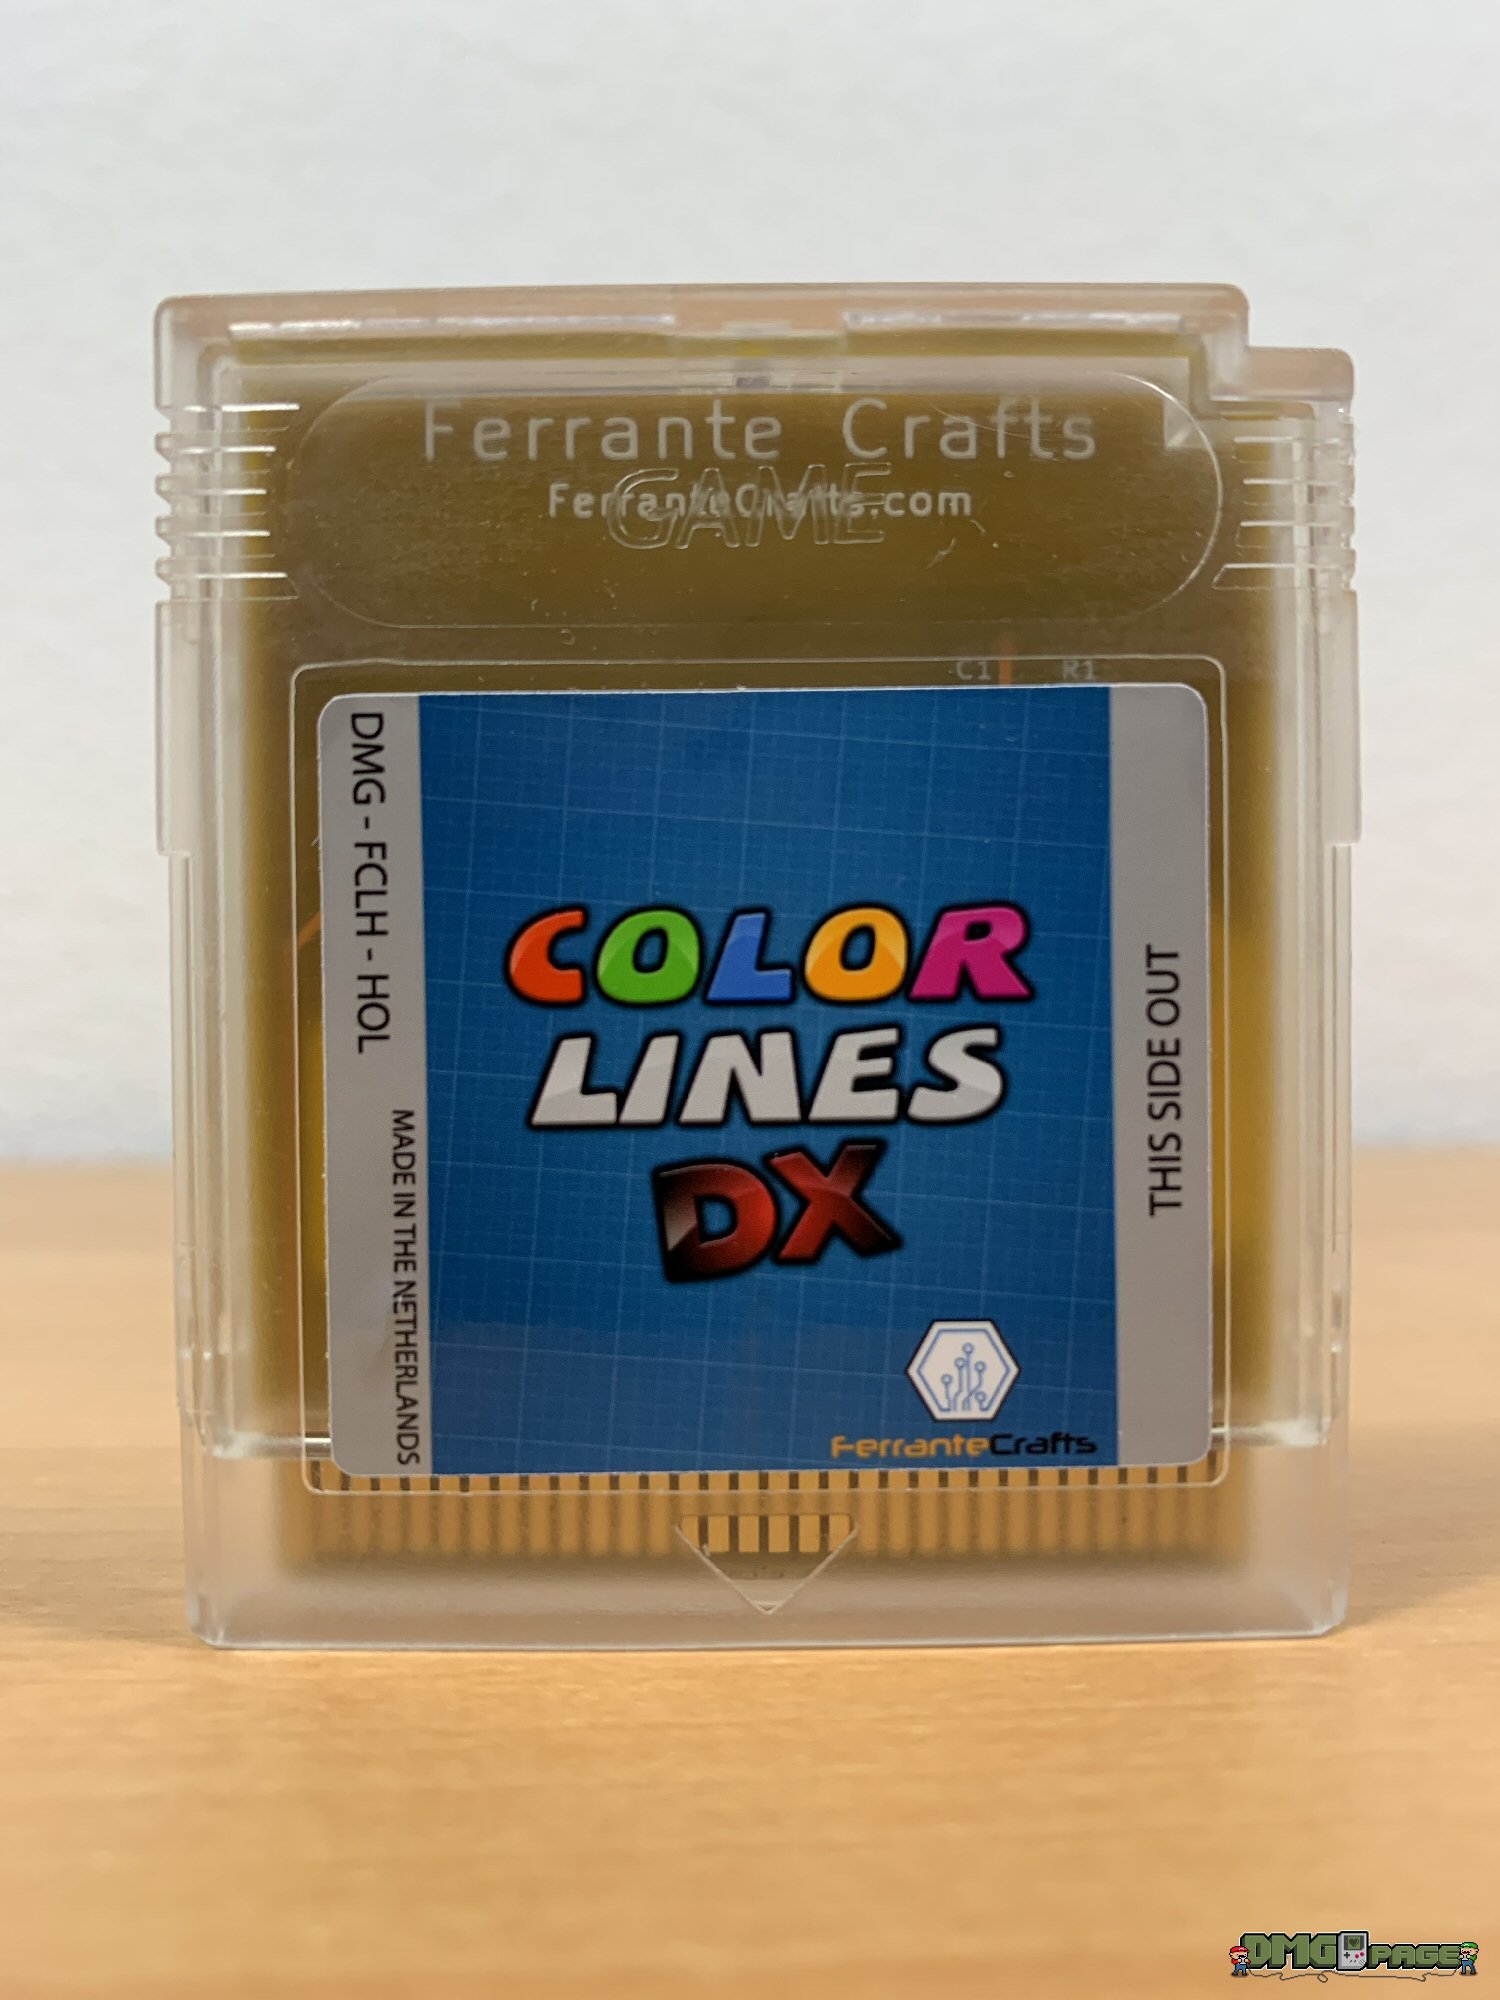 Ferrante Crafts
FerranteCrafts.com
GAME
C1 R1
DMG - FCLH - HOL
MADE IN THE NETHERLANDS
COLOR
LINES
DX
THIS SIDE OUT
FerranteCrafts
DMG PAGE